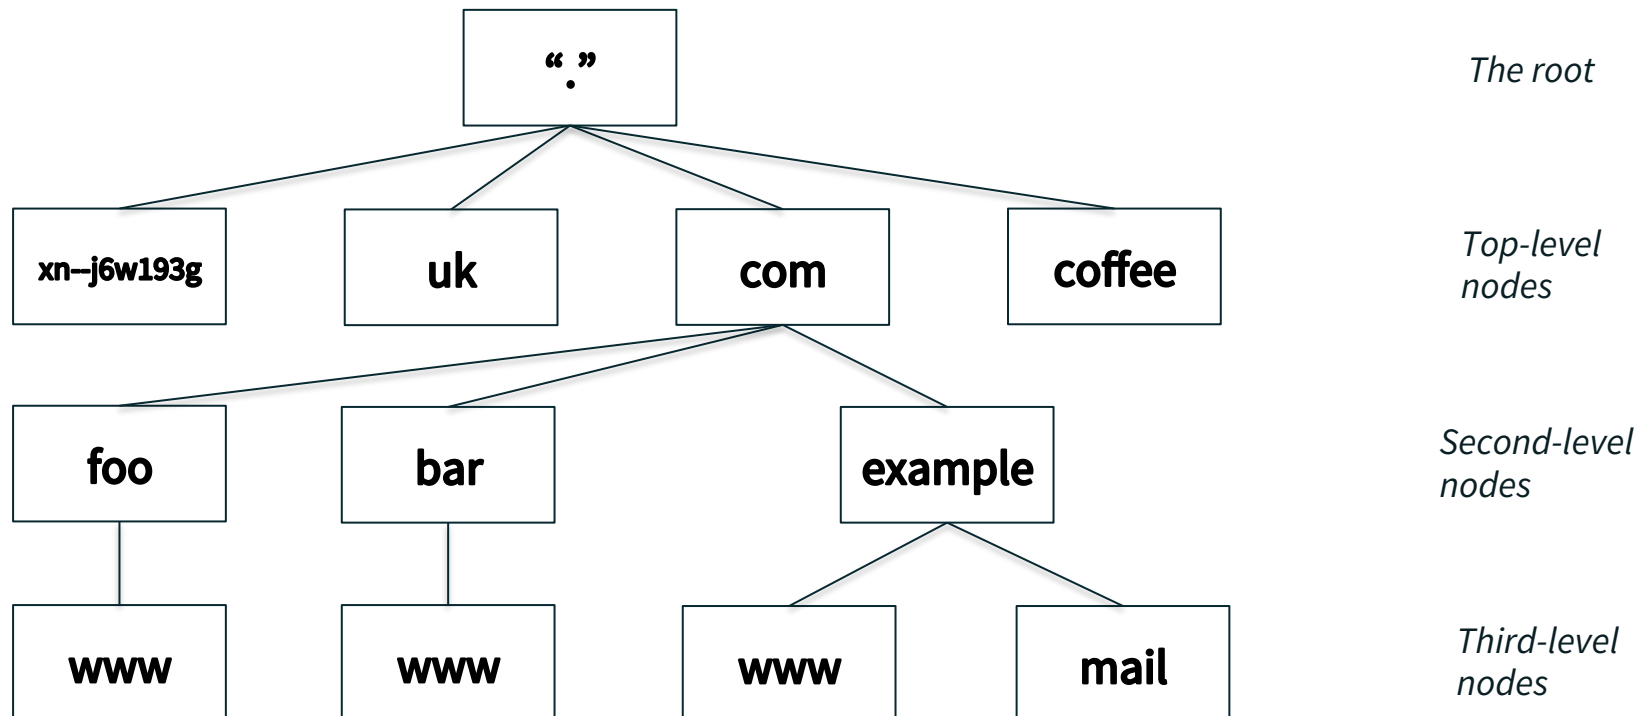 “.”
The root
xn--j6w193g
uk
com
coffee
Top-level
nodes
foo
bar
example
Second-level
nodes
www
www
www
mail
Third-level
nodes